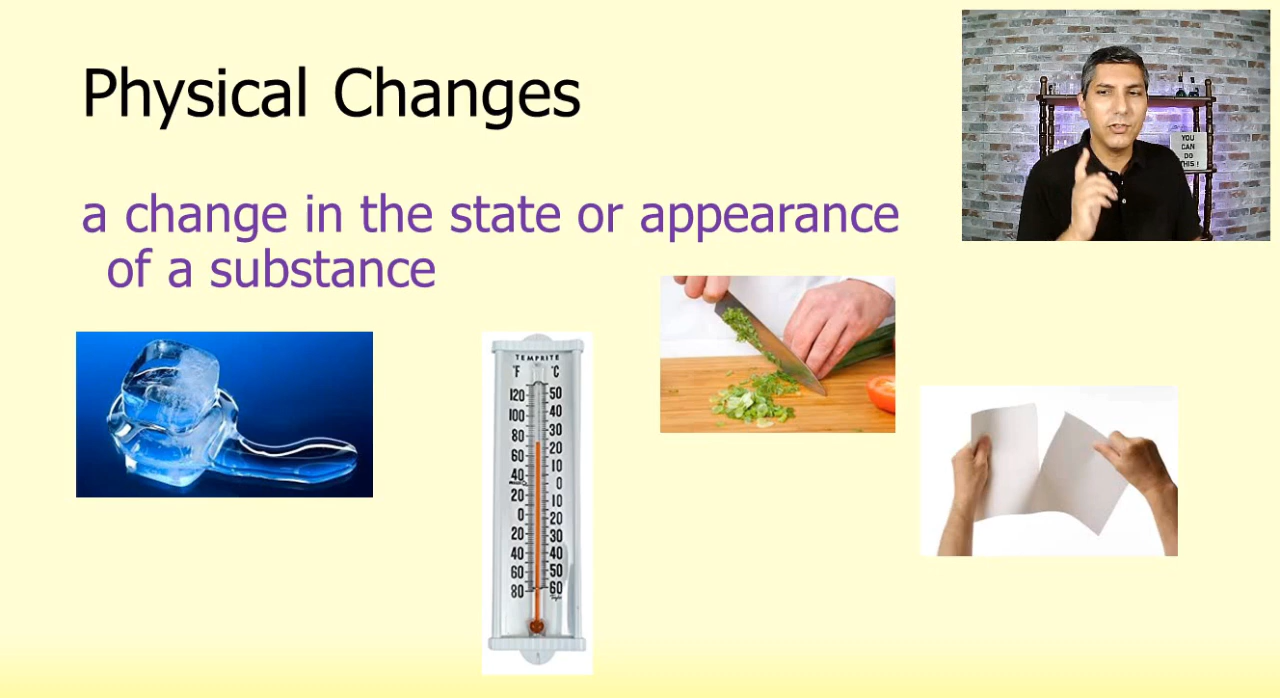 Physical Changes
a change in the state or appearance
of a substance
YOU
CAN
DO
THIS!
TEMPRITE
°F °C
120 50
100 40
80 30
60 20
40 10
20 0
0 10
20 20
40 30
60 40
80 50
60